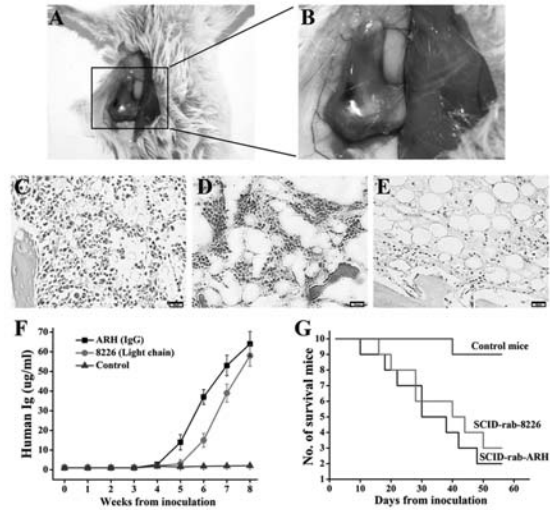 A
B
C
D
E
F
ARH (IgG)
8226 (Light chain)
Control
Human Ig (ug/ml)
70
60
50
40
30
20
10
0
0 1 2 3 4 5 6 7 8
Weeks from inoculation
G
Control mice
SCID-rab-8226
SCID-rab-ARH
No. of survival mice
10
9
8
7
6
5
4
3
2
1
0 10 20 30 40 50 60
Days from inoculation